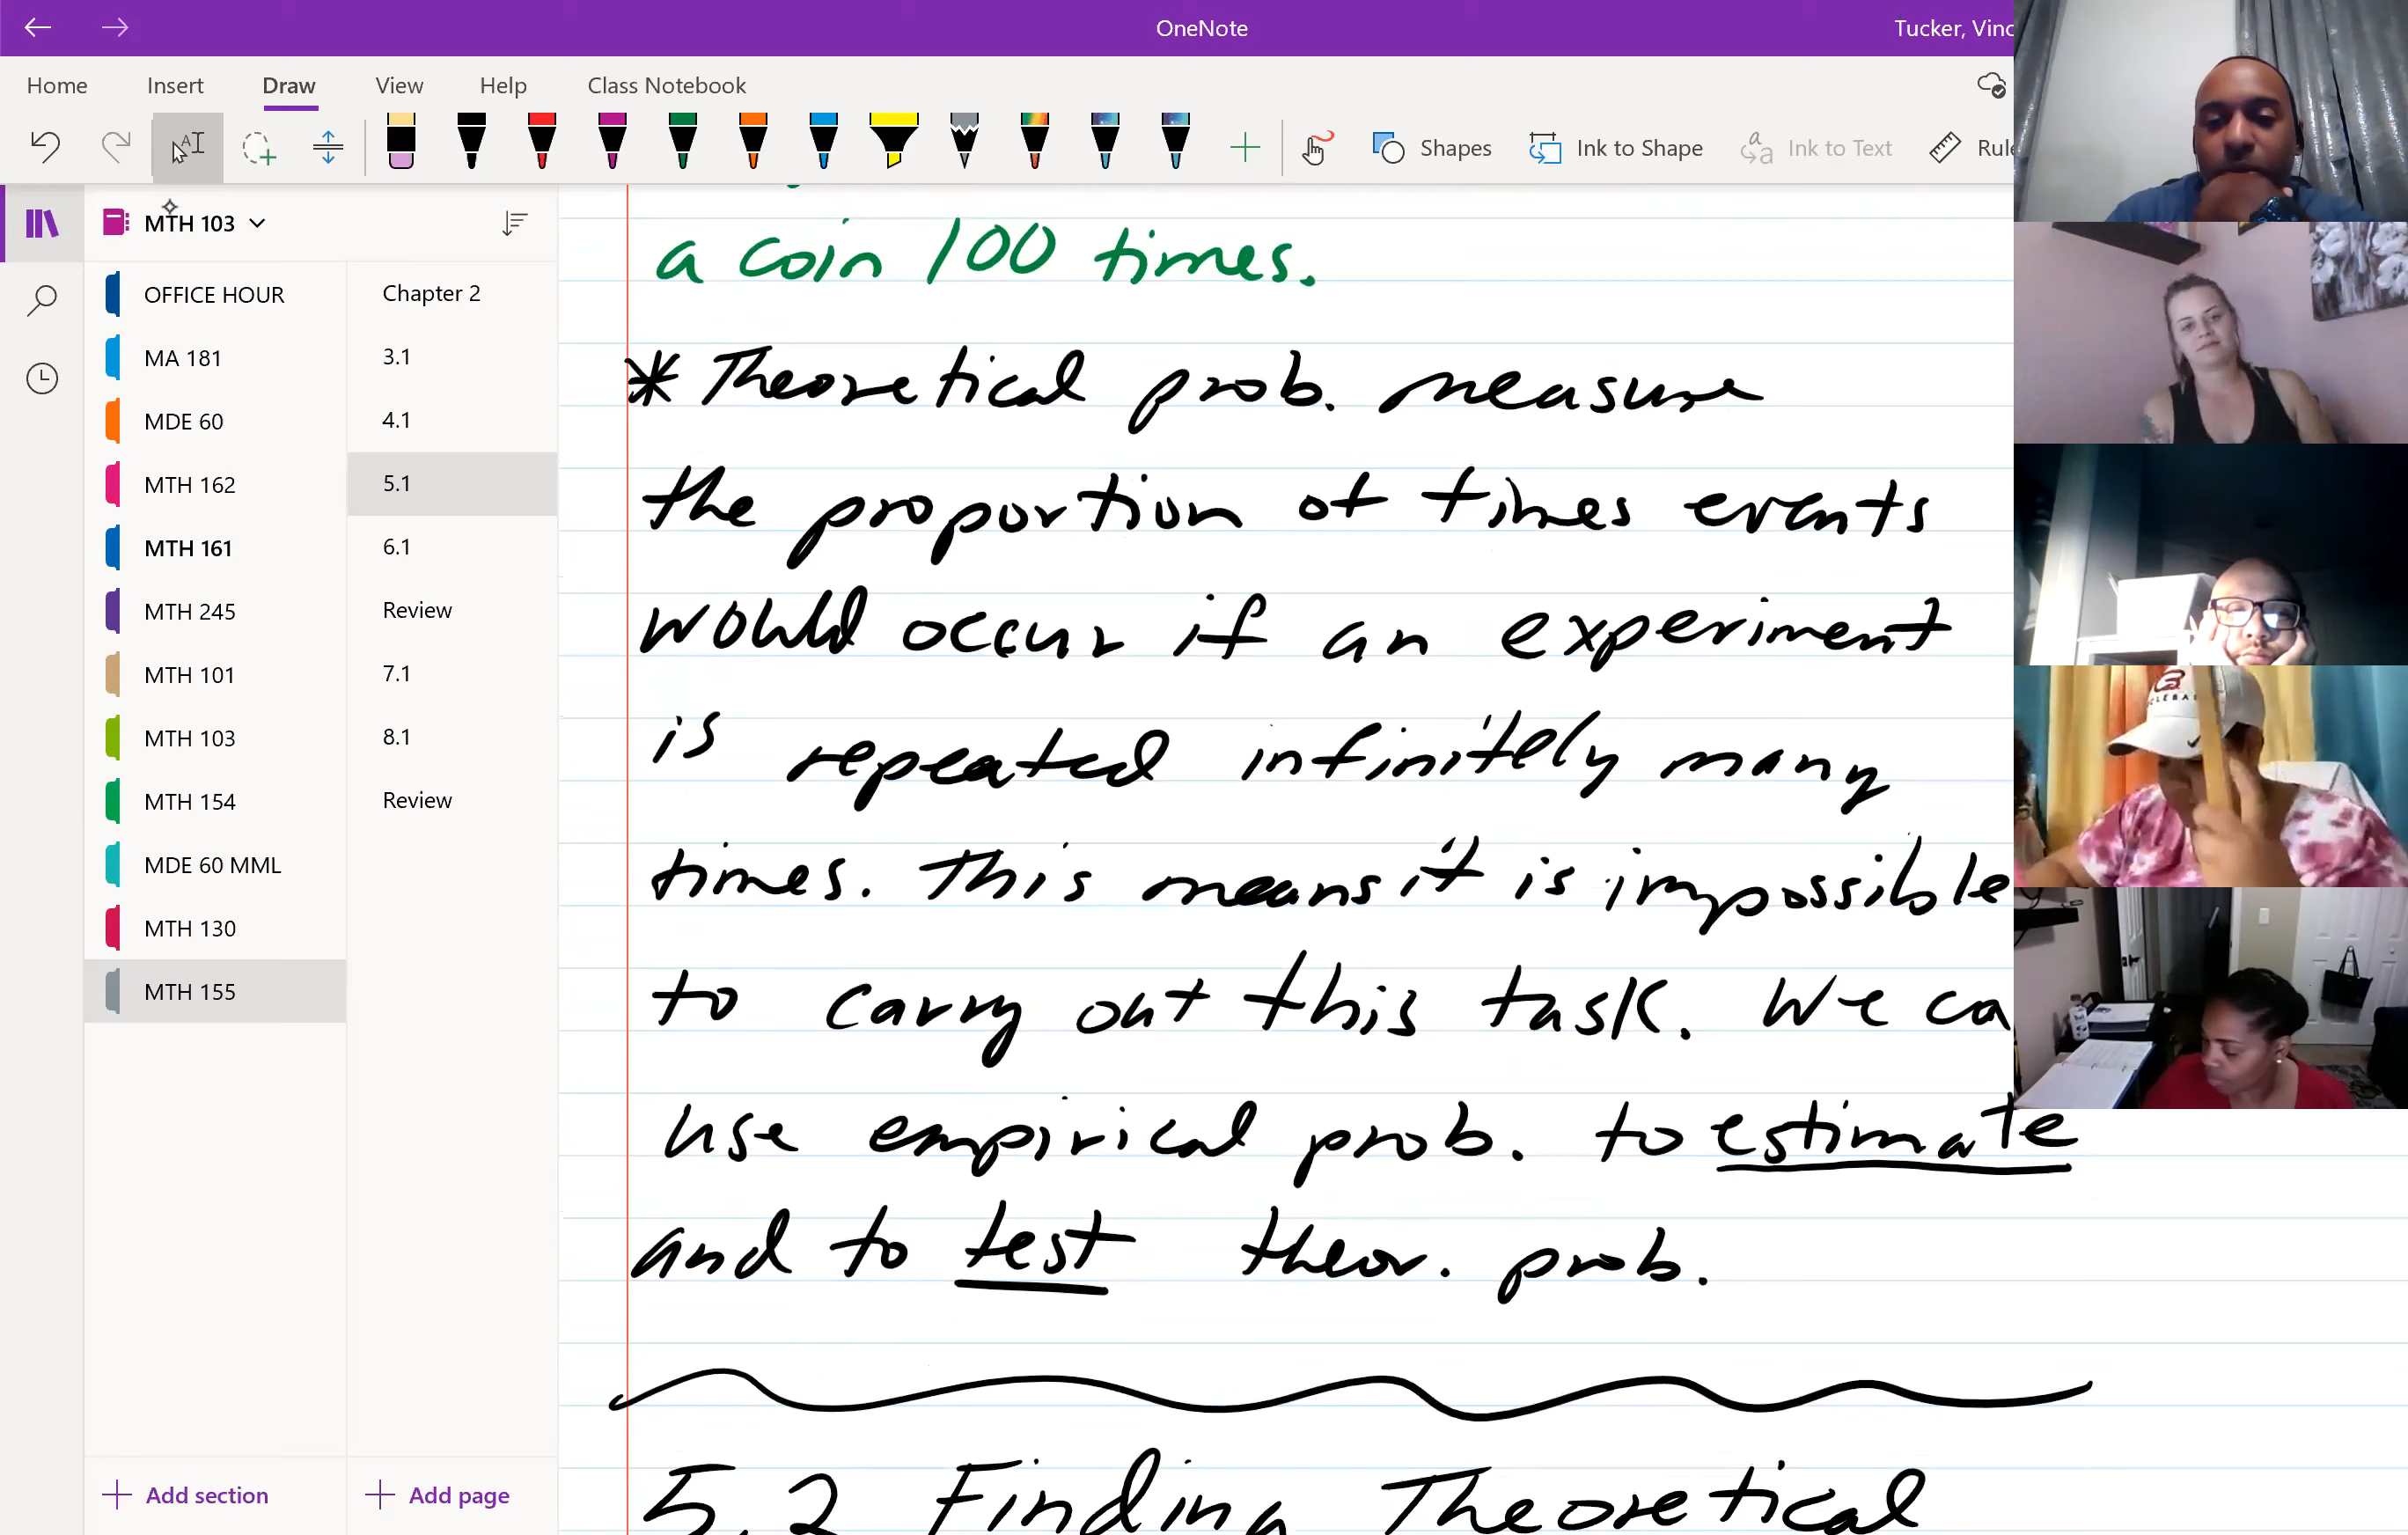 OneNote
Tucker, Vinc
Home Insert Draw View Help Class Notebook
Shapes Ink to Shape Ink to Text Rule
MTH 103
OFFICE HOUR
MA 181
MDE 60
MTH 162
MTH 161
MTH 245
MTH 101
MTH 103
MTH 154
MDE 60 MML
MTH 130
MTH 155
Add section
Chapter 2
3.1
4.1
5.1
6.1
Review
7.1
8.1
Review
Add page
a coin 100 times.
* Theoretical prob. measure
the proportion of times events
would occur if an experiment
is repeated infinitely many
times. This means it is impossible
to carry out this task. We ca
use empirical prob. to estimate
and to test theor. prob.
5.2 Finding Theoretical